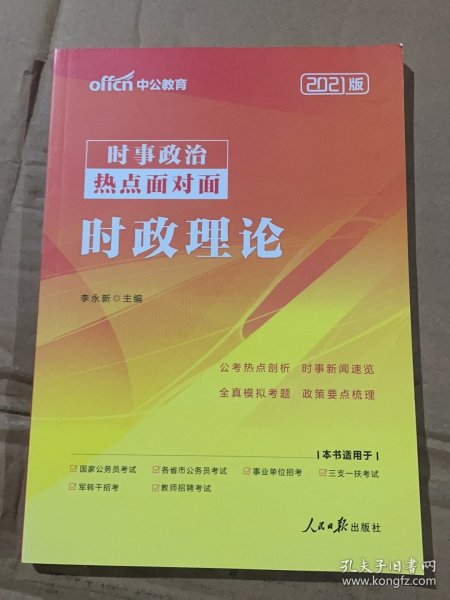 offcn 中公教育
2021版
时事政治
热点面对面
时政理论
李永新◎主编
公考热点剖析 时事新闻速览
全真模拟考题 政策要点梳理
本书适用于
国家公务员考试 各省市公务员考试 事业单位招考 三支一扶考试
军转干招考 教师招聘考试
人民日报出版社
孔夫子旧书网
www.kongfz.com